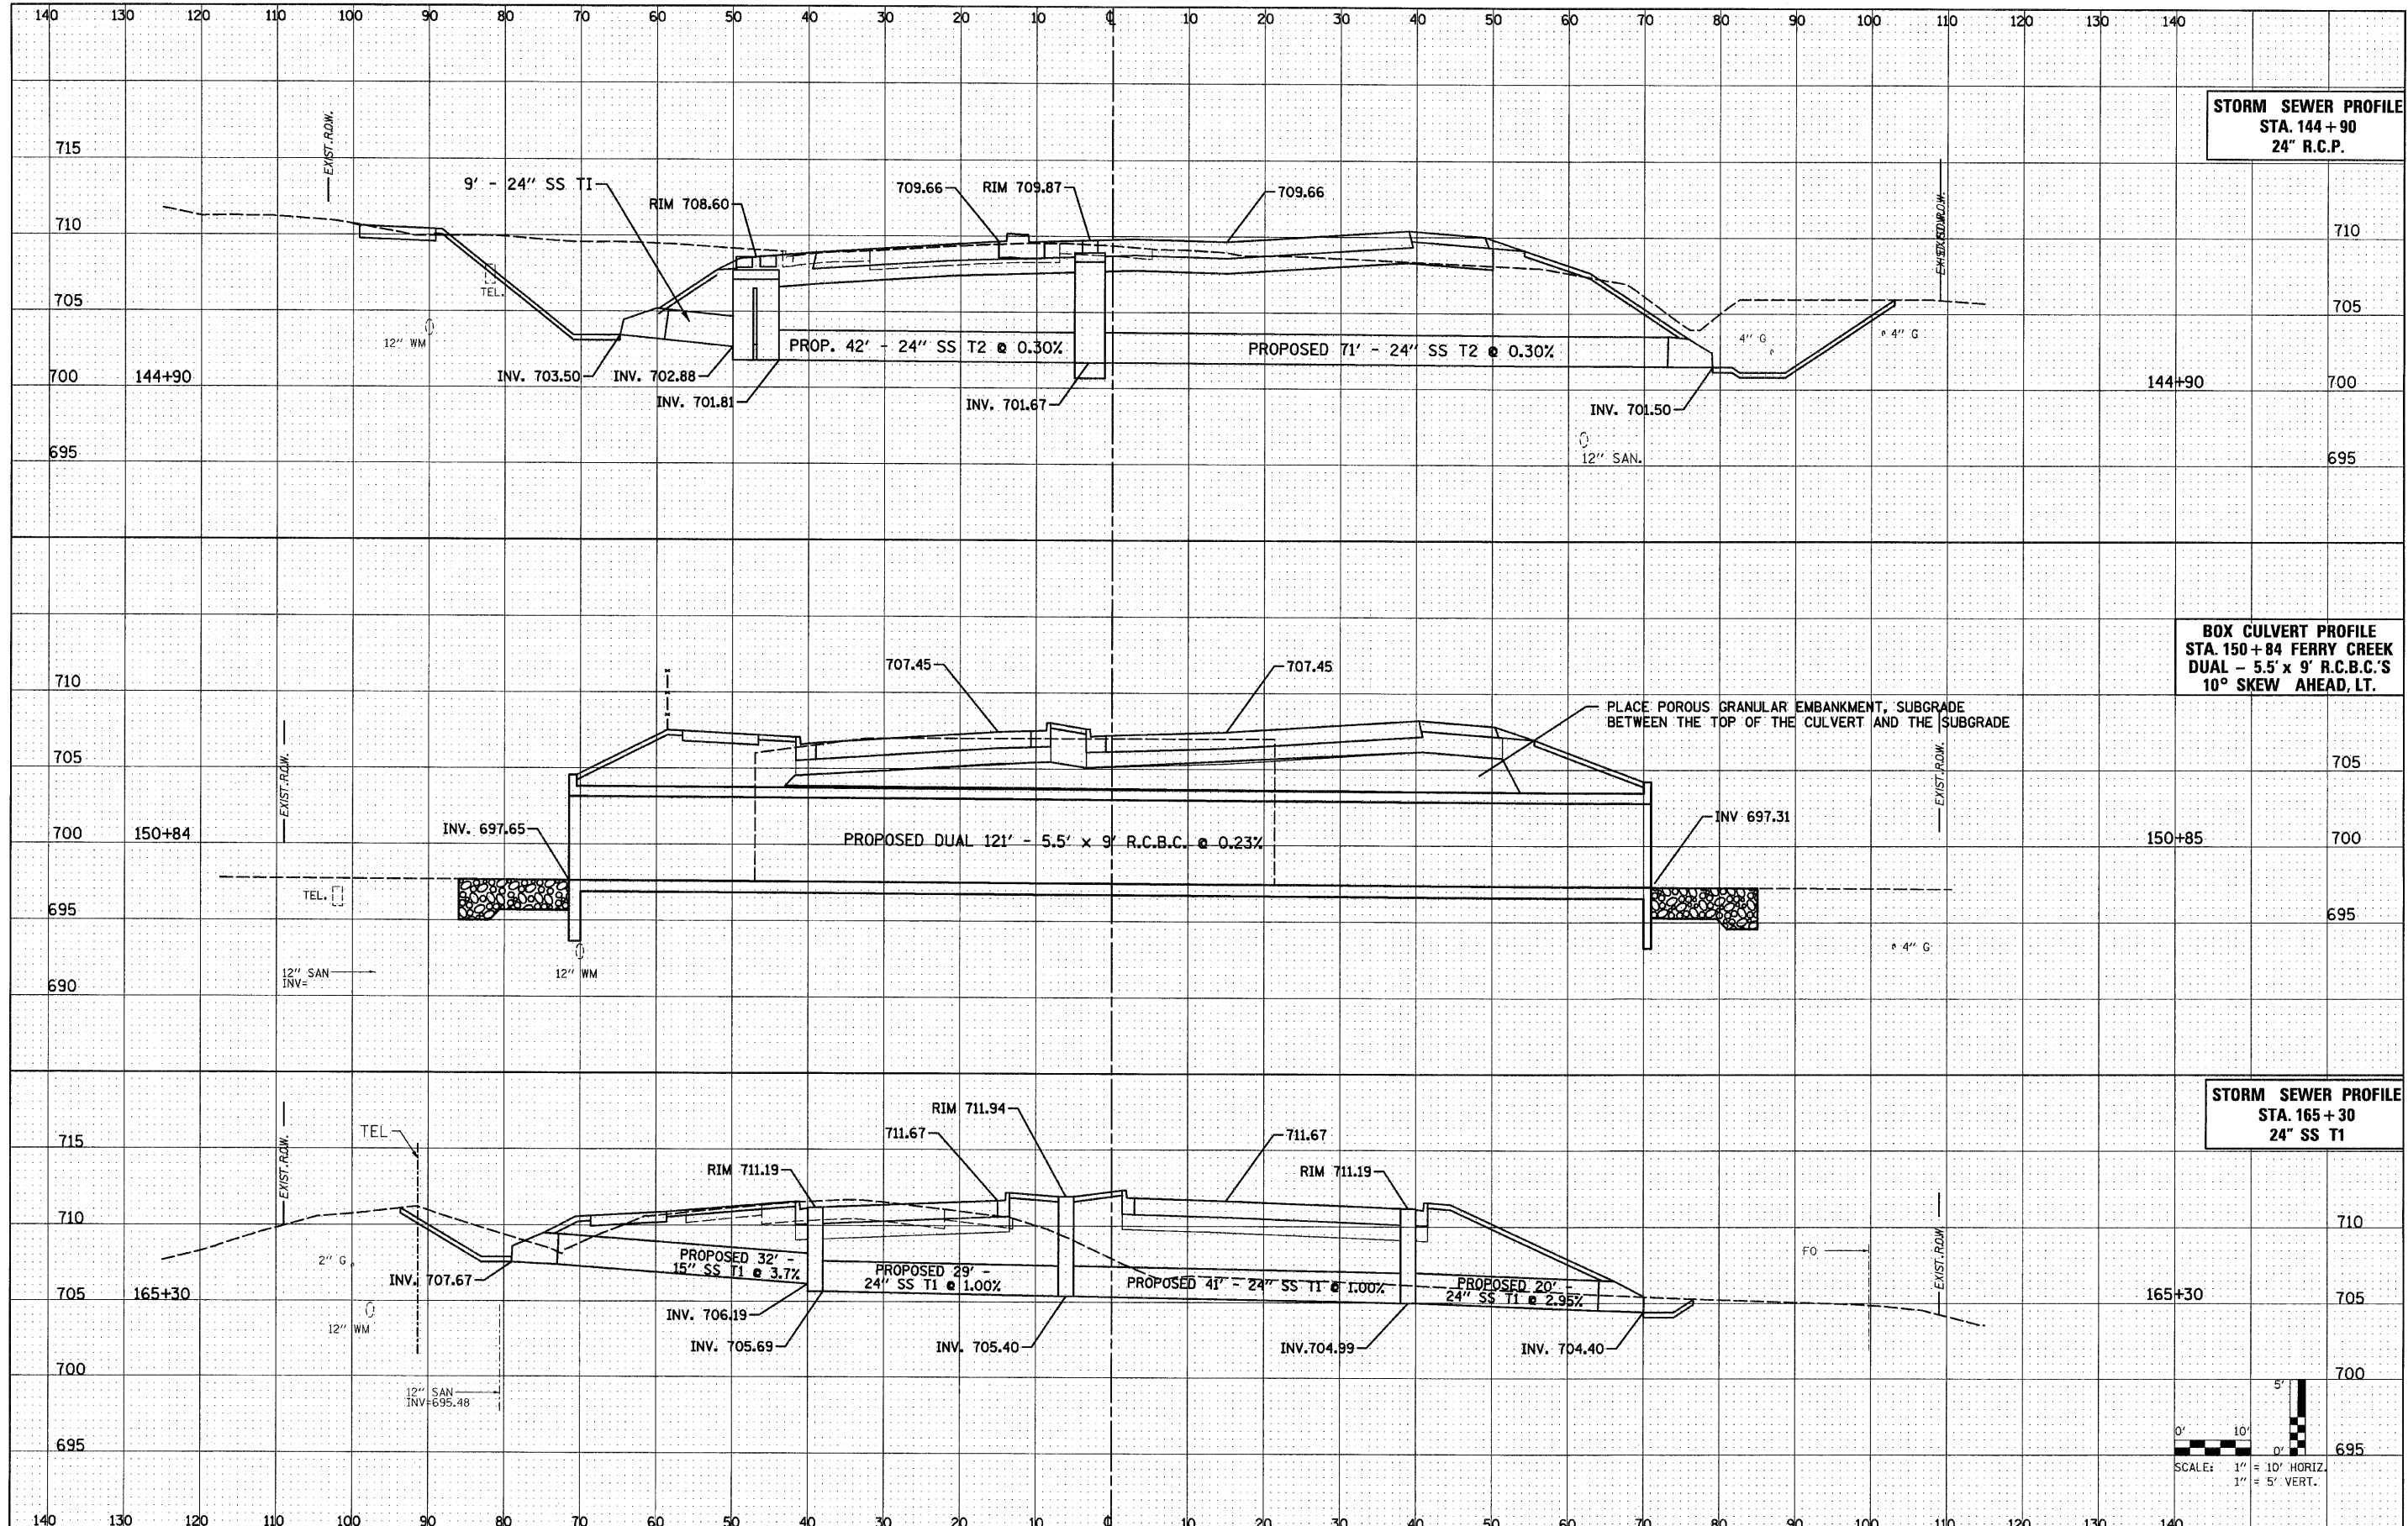 140 130 120 110 100 90 80 70 60 50 40 30 20 10 ℄ 10 20 30 40 50 60 70 80 90 100 110 120 130 140
STORM SEWER PROFILE
STA. 144 + 90
24" R.C.P.
EXIST.R.O.W.
715
9' - 24" SS TI
RIM 708.60
709.66
RIM 709.87
709.66
710
710
TEL.
12" WM
705
4" G
4" G
705
PROP. 42' - 24" SS T2 @ 0.30%
PROPOSED 71' - 24" SS T2 @ 0.30%
700
144+90
INV. 703.50
INV. 702.88
INV. 701.81
INV. 701.67
INV. 701.50
144+90
700
695
12" SAN.
695
BOX CULVERT PROFILE
STA. 150 + 84 FERRY CREEK
DUAL - 5.5' x 9' R.C.B.C.'S
10° SKEW AHEAD, LT.
707.45
707.45
710
PLACE POROUS GRANULAR EMBANKMENT, SUBGRADE
BETWEEN THE TOP OF THE CULVERT AND THE SUBGRADE
705
EXIST.R.O.W.
EXIST.R.O.W.
705
700
150+84
INV. 697.65
PROPOSED DUAL 121' - 5.5' x 9' R.C.B.C. @ 0.23%
INV 697.31
150+85
700
TEL.
695
695
4" G
12" SAN
INV=
12" WM
690
STORM SEWER PROFILE
STA. 165 + 30
24" SS T1
715
EXIST.R.O.W.
TEL
RIM 711.19
711.67
RIM 711.94
711.67
RIM 711.19
710
710
2" G
INV. 707.67
PROPOSED 32' -
15" SS T1 @ 3.7%
PROPOSED 29' -
24" SS T1 @ 1.00%
PROPOSED 41' - 24" SS T1 @ 1.00%
PROPOSED 20' -
24" SS T1 @ 2.95%
FO
EXIST.R.O.W
705
165+30
12" WM
INV. 706.19
INV. 705.69
INV. 705.40
INV.704.99
INV. 704.40
165+30
705
700
12" SAN
INV=695.48
700
695
695
5'
0' 10'
0'
SCALE: 1" = 10' HORIZ.
1" = 5' VERT.
140 130 120 110 100 90 80 70 60 50 40 30 20 10 ℄ 10 20 30 40 50 60 70 80 90 100 110 120 130 140